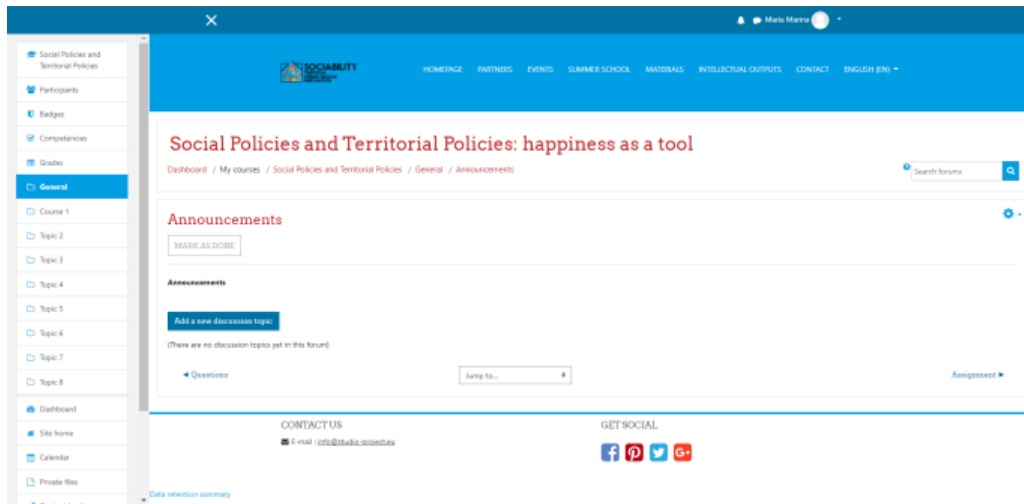 Maria Marina
Social Policies and
Territorial Policies
Participants
Badges
Competencies
Grades
General
Course 1
Topic 2
Topic 3
Topic 4
Topic 5
Topic 6
Topic 7
Topic 8
Dashboard
Site home
Calendar
Private files
SOCIABILITY
HOMEPAGE PARTNERS EVENTS SUMMER SCHOOL MATERIALS INTELLECTUAL OUTPUTS CONTACT ENGLISH (EN)
Social Policies and Territorial Policies: happiness as a tool
Dashboard / My courses / Social Policies and Territorial Policies / General / Announcements
Search forums
Announcements
MARK AS DONE
Announcements
Add a new discussion topic
(There are no discussion topics yet in this forum)
◄ Questions
Jump to...
Assignment ►
CONTACT US
E-mail : info@studio-project.eu
GET SOCIAL
Data retention summary